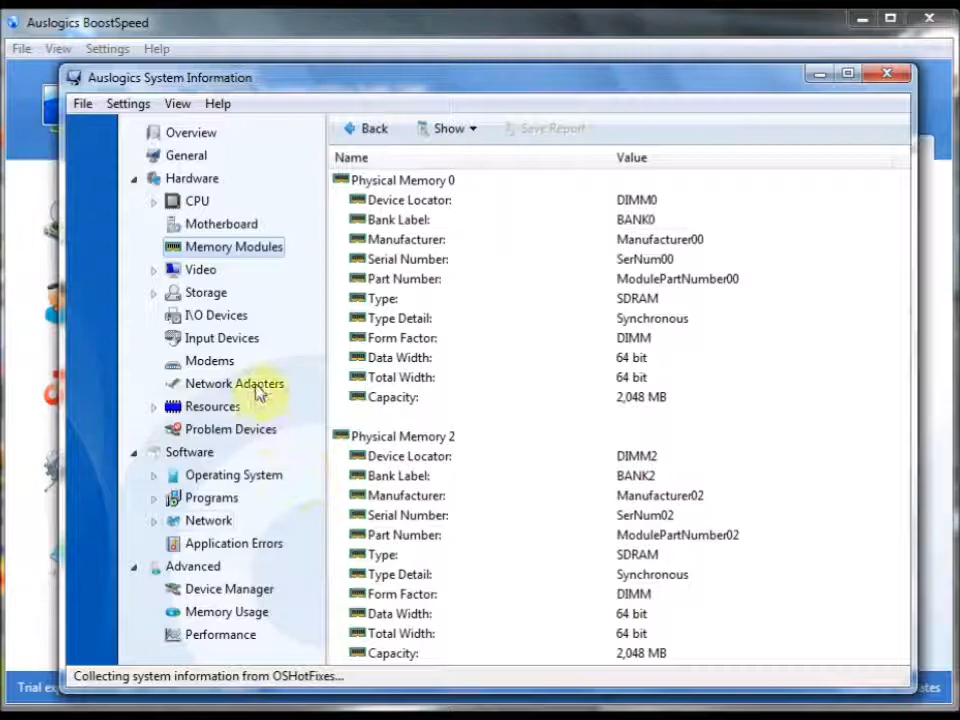 Auslogics BoostSpeed
File View Settings Help
Auslogics System Information
File Settings View Help
Overview
General
Hardware
CPU
Motherboard
Memory Modules
Video
Storage
I\O Devices
Input Devices
Modems
Network Adapters
Resources
Problem Devices
Software
Operating System
Programs
Network
Application Errors
Advanced
Device Manager
Memory Usage
Performance
Back Show Save Report
Name Value
Physical Memory 0
Device Locator: DIMM0
Bank Label: BANK0
Manufacturer: Manufacturer00
Serial Number: SerNum00
Part Number: ModulePartNumber00
Type: SDRAM
Type Detail: Synchronous
Form Factor: DIMM
Data Width: 64 bit
Total Width: 64 bit
Capacity: 2,048 MB
Physical Memory 2
Device Locator: DIMM2
Bank Label: BANK2
Manufacturer: Manufacturer02
Serial Number: SerNum02
Part Number: ModulePartNumber02
Type: SDRAM
Type Detail: Synchronous
Form Factor: DIMM
Data Width: 64 bit
Total Width: 64 bit
Capacity: 2,048 MB
Collecting system information from OSHotFixes...
Trial